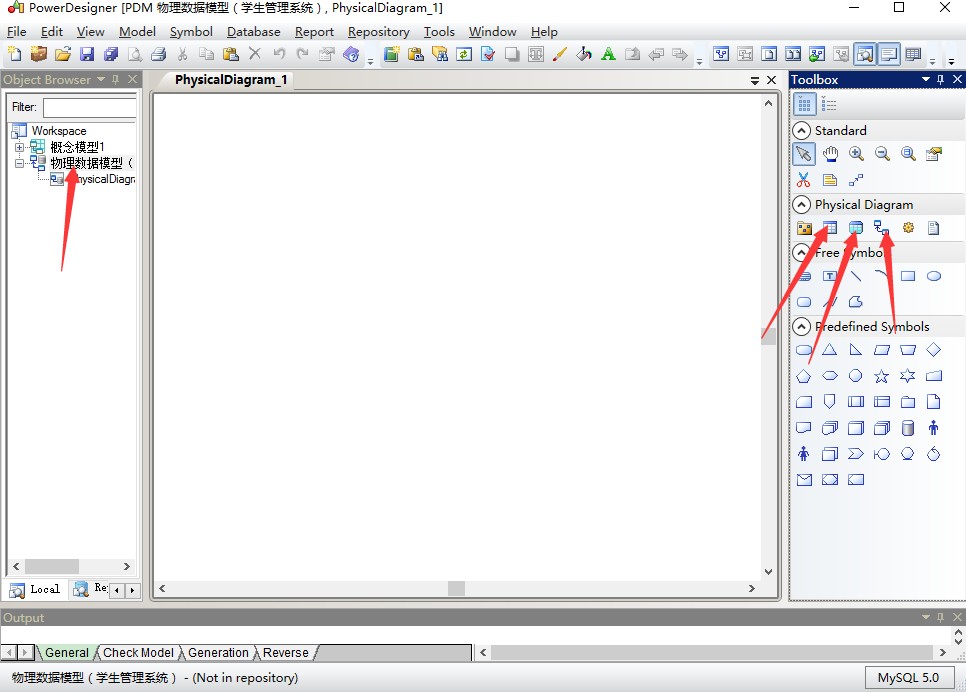 PowerDesigner [PDM 物理数据模型（学生管理系统）, PhysicalDiagram_1]
File Edit View Model Symbol Database Report Repository Tools Window Help
Object Browser
PhysicalDiagram_1
Toolbox
Filter:
Workspace
概念模型1
物理数据模型（
PhysicalDiagra
Standard
Physical Diagram
Free Symbo
Predefined Symbols
Local
Re
Output
General Check Model Generation Reverse
物理数据模型（学生管理系统） - (Not in repository)
MySQL 5.0